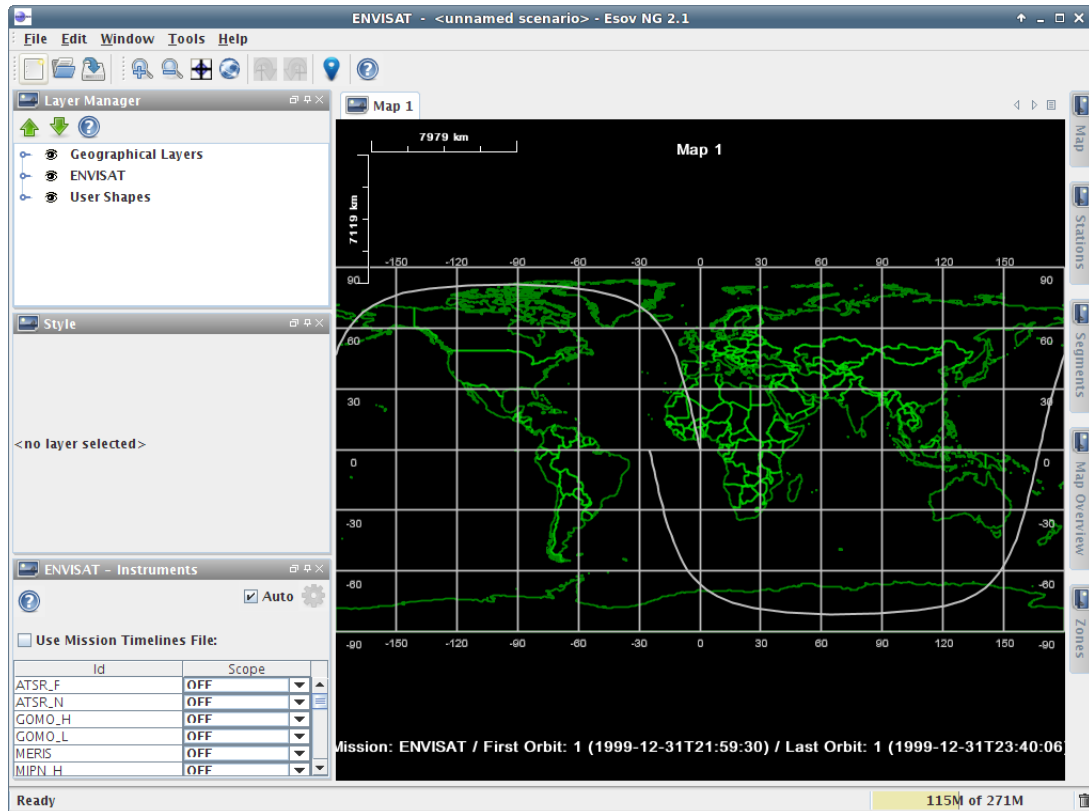 ENVISAT - <unnamed scenario> - Esov NG 2.1
File Edit Window Tools Help
Layer Manager
Geographical Layers
ENVISAT
User Shapes
Style
<no layer selected>
ENVISAT - Instruments
Auto
Use Mission Timelines File:
Id Scope
ATSR_F OFF
ATSR_N OFF
GOMO_H OFF
GOMO_L OFF
MERIS OFF
MIPN_H OFF
Map 1
7979 km
Map 1
7119 km
-150 -120 -90 -60 -30 0 30 60 90 120 150
90 90
60 60
30 30
0 0
-30 -30
-60 -60
-90 -150 -120 -90 -60 -30 0 30 60 90 120 150 -90
Mission: ENVISAT / First Orbit: 1 (1999-12-31T21:59:30) / Last Orbit: 1 (1999-12-31T23:40:06)
Map
Stations
Segments
Map Overview
Zones
Ready
115M of 271M